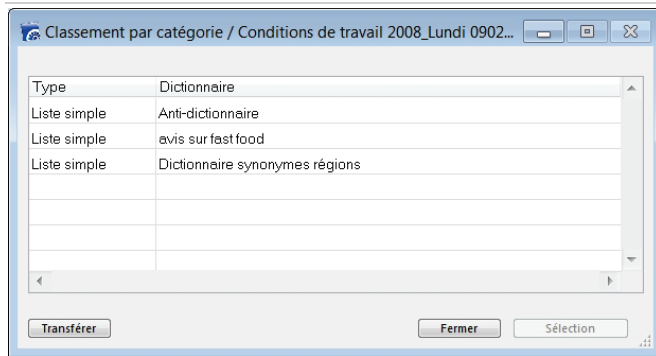 Classement par catégorie / Conditions de travail 2008_Lundi 0902...
Type Dictionnaire
Liste simple Anti-dictionnaire
Liste simple avis sur fast food
Liste simple Dictionnaire synonymes régions
Transférer Fermer Sélection